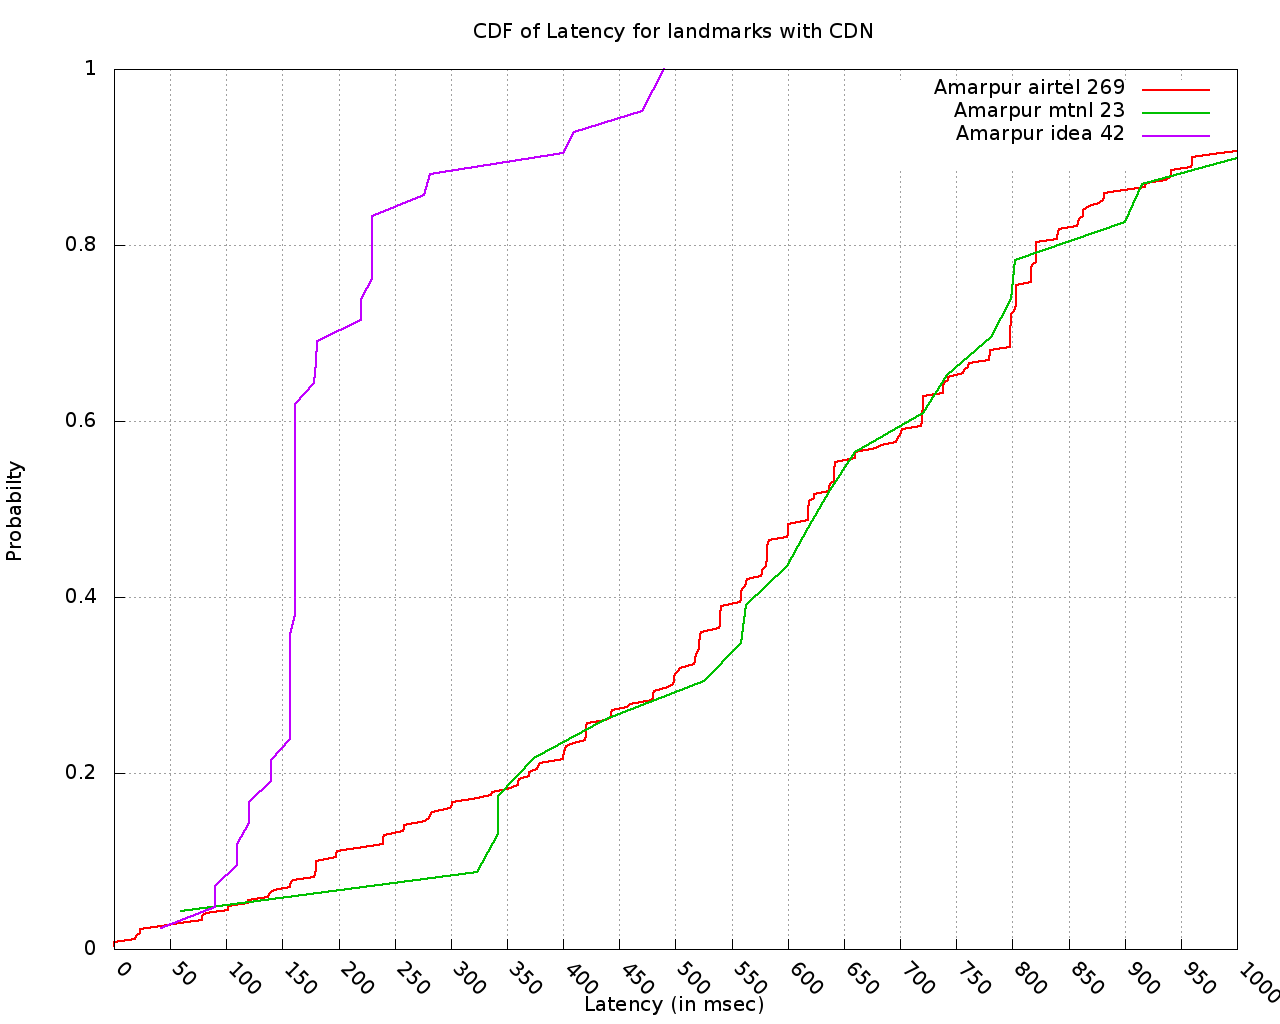 CDF of Latency for landmarks with CDN
Amarpur airtel 269
Amarpur mtnl 23
Amarpur idea 42
1
0.8
0.6
0.4
0.2
0
Probabilty
0 50 100 150 200 250 300 350 400 450 500 550 600 650 700 750 800 850 900 950 1000
Latency (in msec)